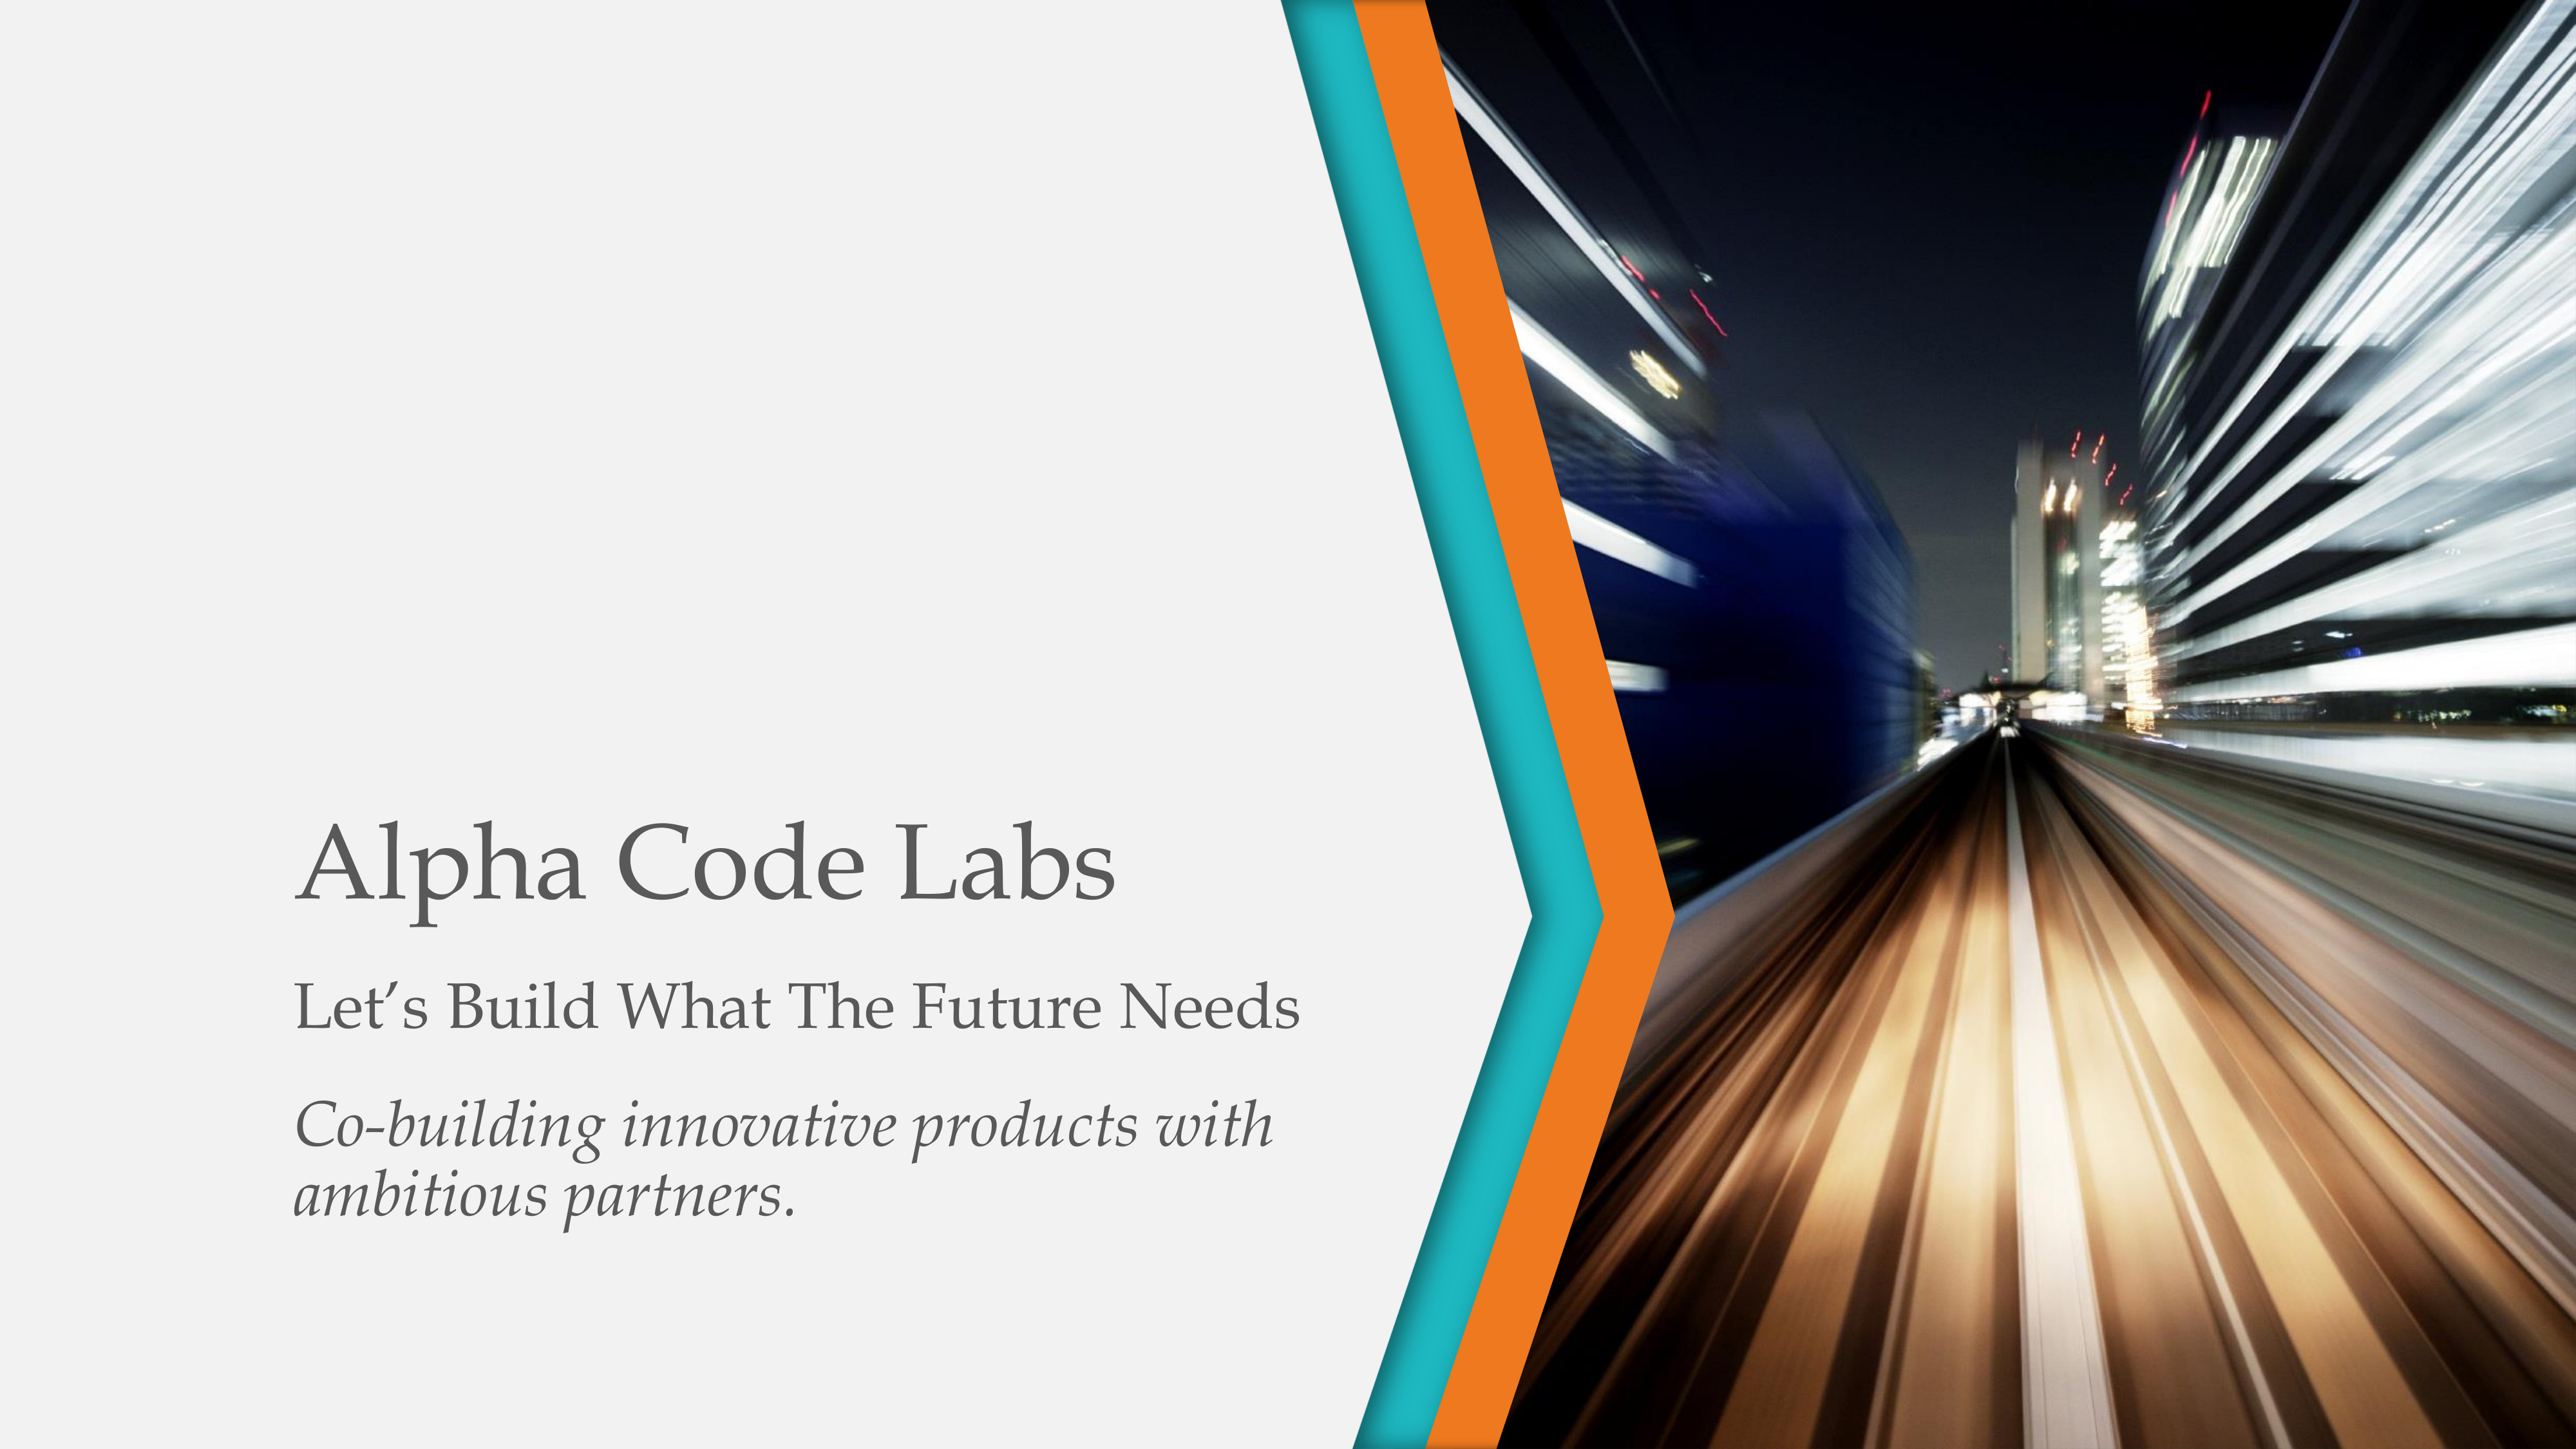 Alpha Code Labs
Let’s Build What The Future Needs
Co-building innovative products with
ambitious partners.